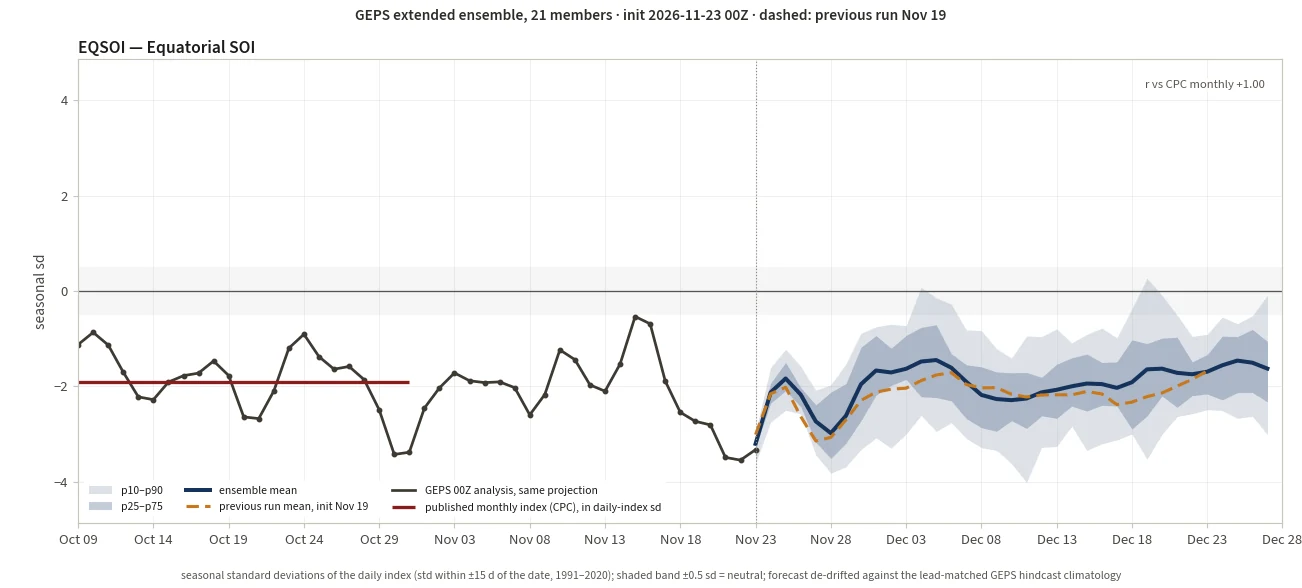 GEPS extended ensemble, 21 members · init 2026-11-23 00Z · dashed: previous run Nov 19
EQSOI — Equatorial SOI
r vs CPC monthly +1.00
seasonal sd
4
2
0
−2
−4
p10–p90
p25–p75
ensemble mean
previous run mean, init Nov 19
GEPS 00Z analysis, same projection
published monthly index (CPC), in daily-index sd
Oct 09 Oct 14 Oct 19 Oct 24 Oct 29 Nov 03 Nov 08 Nov 13 Nov 18 Nov 23 Nov 28 Dec 03 Dec 08 Dec 13 Dec 18 Dec 23 Dec 28
seasonal standard deviations of the daily index (std within ±15 d of the date, 1991–2020); shaded band ±0.5 sd = neutral; forecast de-drifted against the lead-matched GEPS hindcast climatology